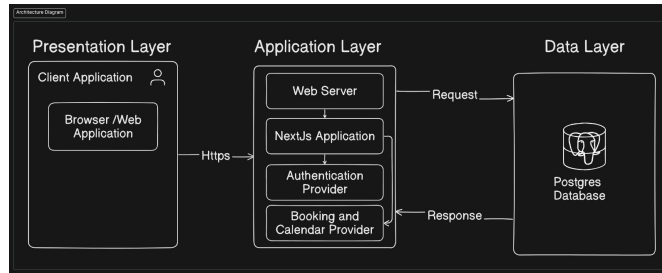 Architecture Diagram
Presentation Layer
Application Layer
Data Layer
Client Application
Browser /Web
Application
Https
Web Server
NextJs Application
Authentication
Provider
Booking and
Calendar Provider
Request
Response
Postgres
Database